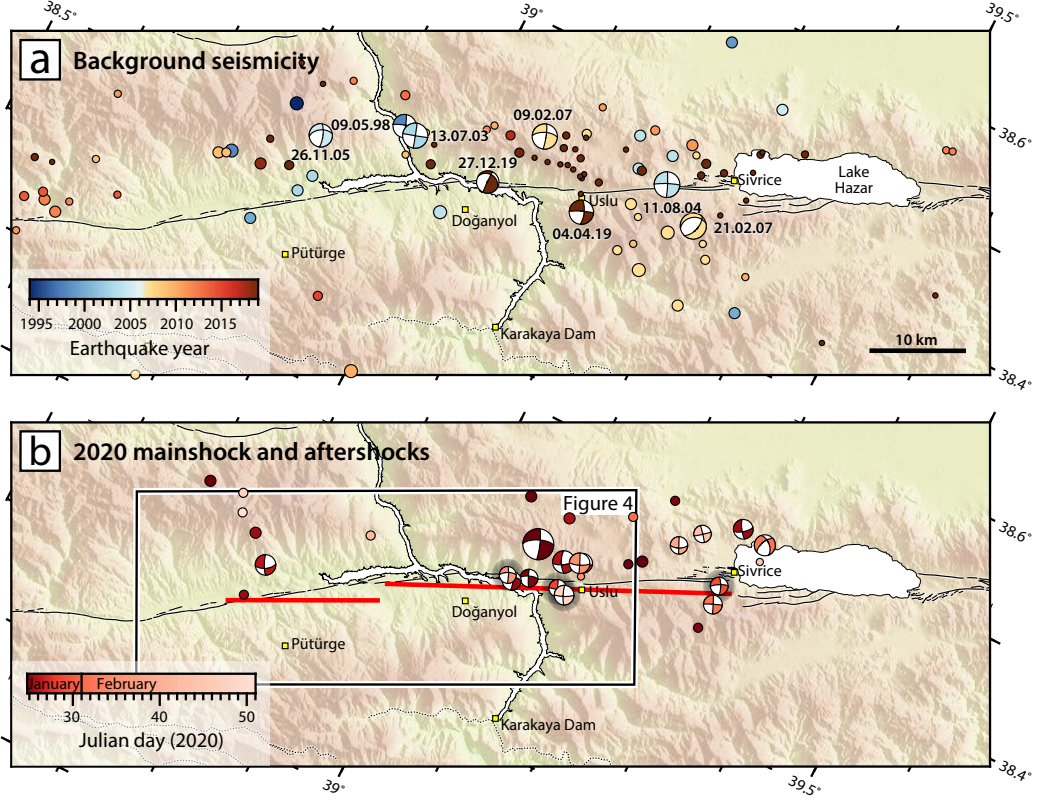 38.5°
39°
39.5°
a Background seismicity
09.02.07
09.05.98
13.07.03
38.6°
26.11.05
27.12.19
Sivrice
Lake
Hazar
Uslu
11.08.04
Doğanyol
21.02.07
04.04.19
Pütürge
1995 2000 2005 2010 2015
Earthquake year
Karakaya Dam
10 km
38.4°
b 2020 mainshock and aftershocks
Figure 4
38.6°
Sivrice
Lake
Hazar
Uslu
Doğanyol
Pütürge
January February
30 40 50
Julian day (2020)
Karakaya Dam
38.4°
39°
39.5°